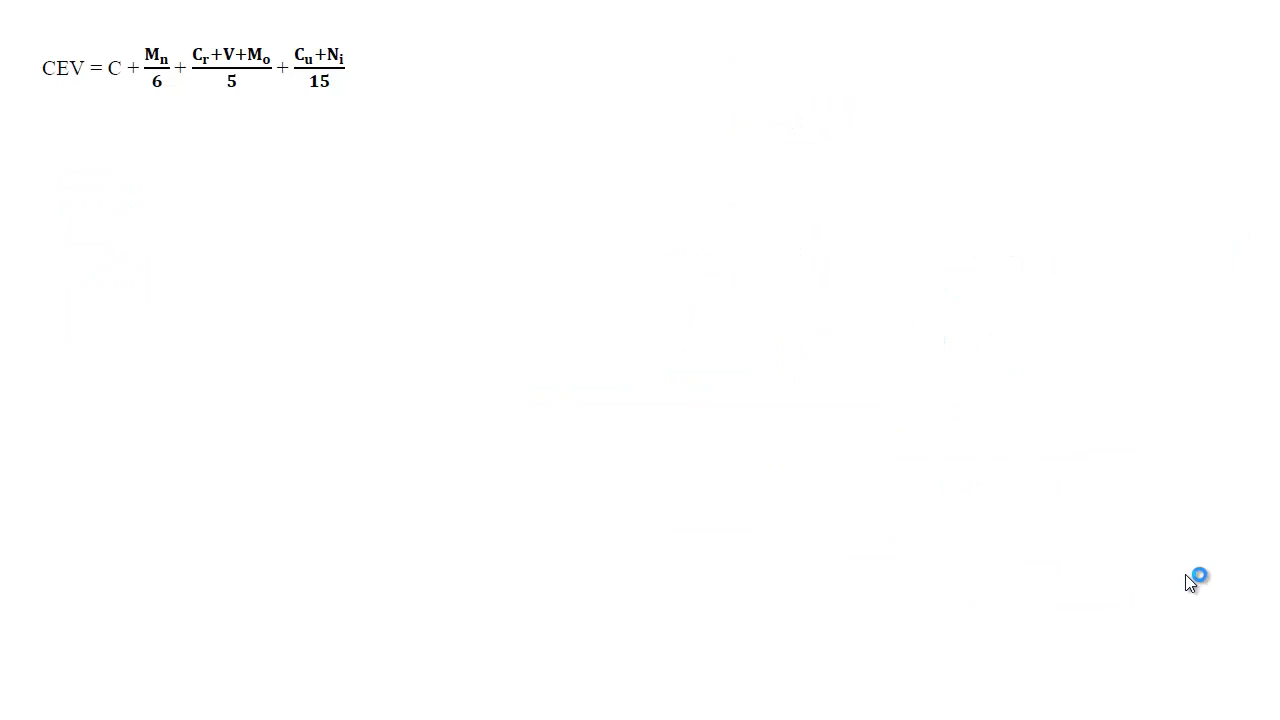 CEV = C + Mn/6 + Cr+V+Mo/5 + Cu+Ni/15